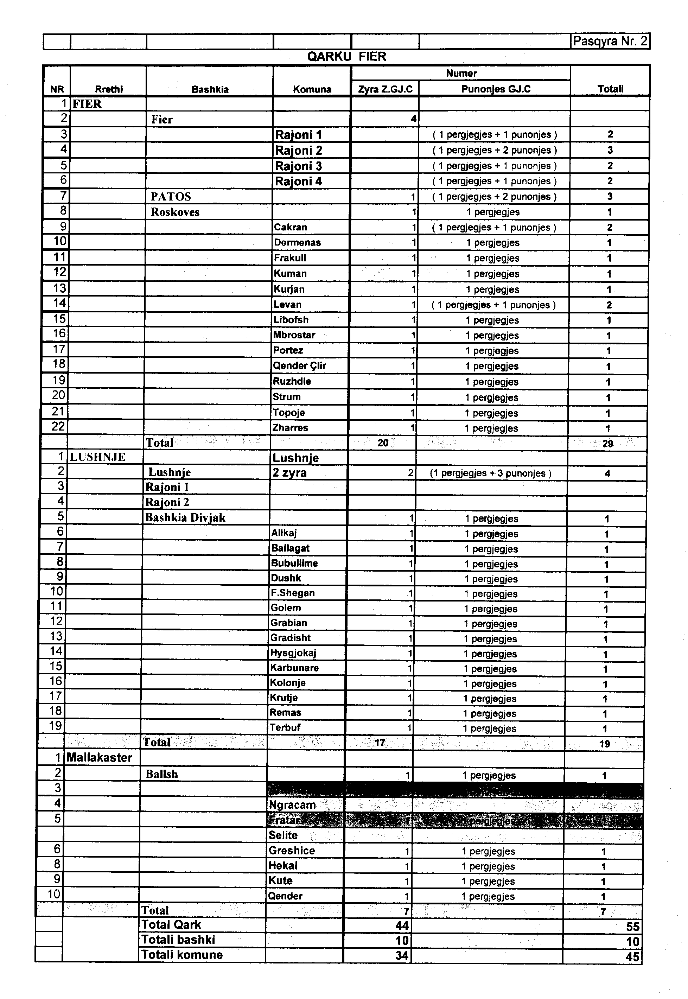 Pasqyra Nr. 2
QARKU FIER
Numer
NR Rrethi Bashkia Komuna Zyra Z.GJ.C Punonjes GJ.C Totali
1 FIER
2 Fier 4
3 Rajoni 1 ( 1 pergjegjes + 1 punonjes ) 2
4 Rajoni 2 ( 1 pergjegjes + 2 punonjes ) 3
5 Rajoni 3 ( 1 pergjegjes + 1 punonjes ) 2
6 Rajoni 4 ( 1 pergjegjes + 1 punonjes ) 2
7 PATOS 1 ( 1 pergjegjes + 2 punonjes ) 3
8 Roskoves 1 1 pergjegjes 1
9 Cakran 1 ( 1 pergjegjes + 1 punonjes ) 2
10 Dermenas 1 1 pergjegjes 1
11 Frakull 1 1 pergjegjes 1
12 Kuman 1 1 pergjegjes 1
13 Kurjan 1 1 pergjegjes 1
14 Levan 1 ( 1 pergjegjes + 1 punonjes ) 2
15 Libofsh 1 1 pergjegjes 1
16 Mbrostar 1 1 pergjegjes 1
17 Portez 1 1 pergjegjes 1
18 Qender Çlir 1 1 pergjegjes 1
19 Ruzhdie 1 1 pergjegjes 1
20 Strum 1 1 pergjegjes 1
21 Topoje 1 1 pergjegjes 1
22 Zharres 1 1 pergjegjes 1
Total 20 29
1 LUSHNJE Lushnje
2 Lushnje 2 zyra 2 (1 pergjegjes + 3 punonjes ) 4
3 Rajoni 1
4 Rajoni 2
5 Bashkia Divjak 1 1 pergjegjes 1
6 Allkaj 1 1 pergjegjes 1
7 Ballagat 1 1 pergjegjes 1
8 Bubullime 1 1 pergjegjes 1
9 Dushk 1 1 pergjegjes 1
10 F.Shegan 1 1 pergjegjes 1
11 Golem 1 1 pergjegjes 1
12 Grabian 1 1 pergjegjes 1
13 Gradisht 1 1 pergjegjes 1
14 Hysgjokaj 1 1 pergjegjes 1
15 Karbunare 1 1 pergjegjes 1
16 Kolonje 1 1 pergjegjes 1
17 Krutje 1 1 pergjegjes 1
18 Remas 1 1 pergjegjes 1
19 Terbuf 1 1 pergjegjes 1
Total 17 19
1 Mallakaster
2 Ballsh 1 1 pergjegjes 1
3
4 Ngracam
5 Fratar 1 1 pergjegjes 1
Selite
6 Greshice 1 1 pergjegjes 1
8 Hekal 1 1 pergjegjes 1
9 Kute 1 1 pergjegjes 1
10 Qender 1 1 pergjegjes 1
Total 7 7
Total Qark 44 55
Totali bashki 10 10
Totali komune 34 45